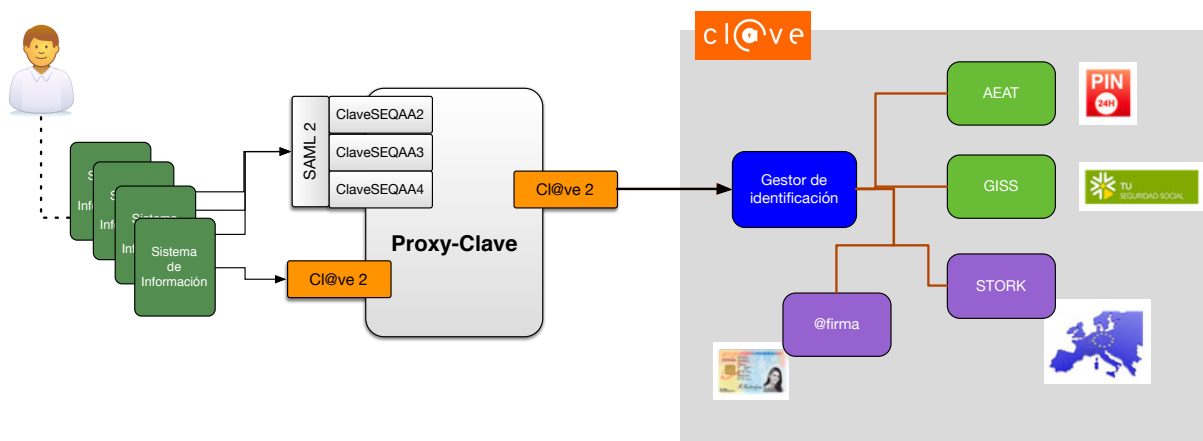 cl@ve
AEAT
PIN
24H
SAML 2
ClaveSEQAA2
ClaveSEQAA3
ClaveSEQAA4
Cl@ve 2
Gestor de
identificación
GISS
TU
SEGURIDAD SOCIAL
Proxy-Clave
Sistema
Sistema
de
Información
Cl@ve 2
STORK
@firma